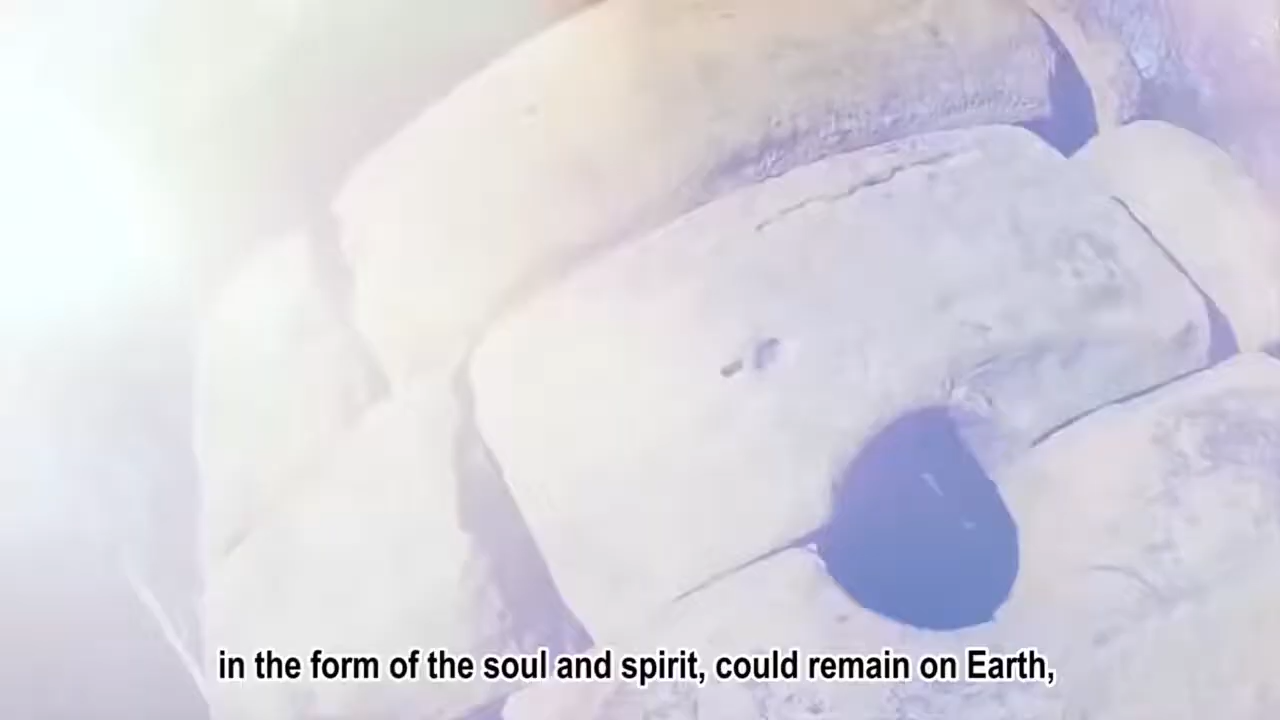 in the form of the soul and spirit, could remain on Earth,